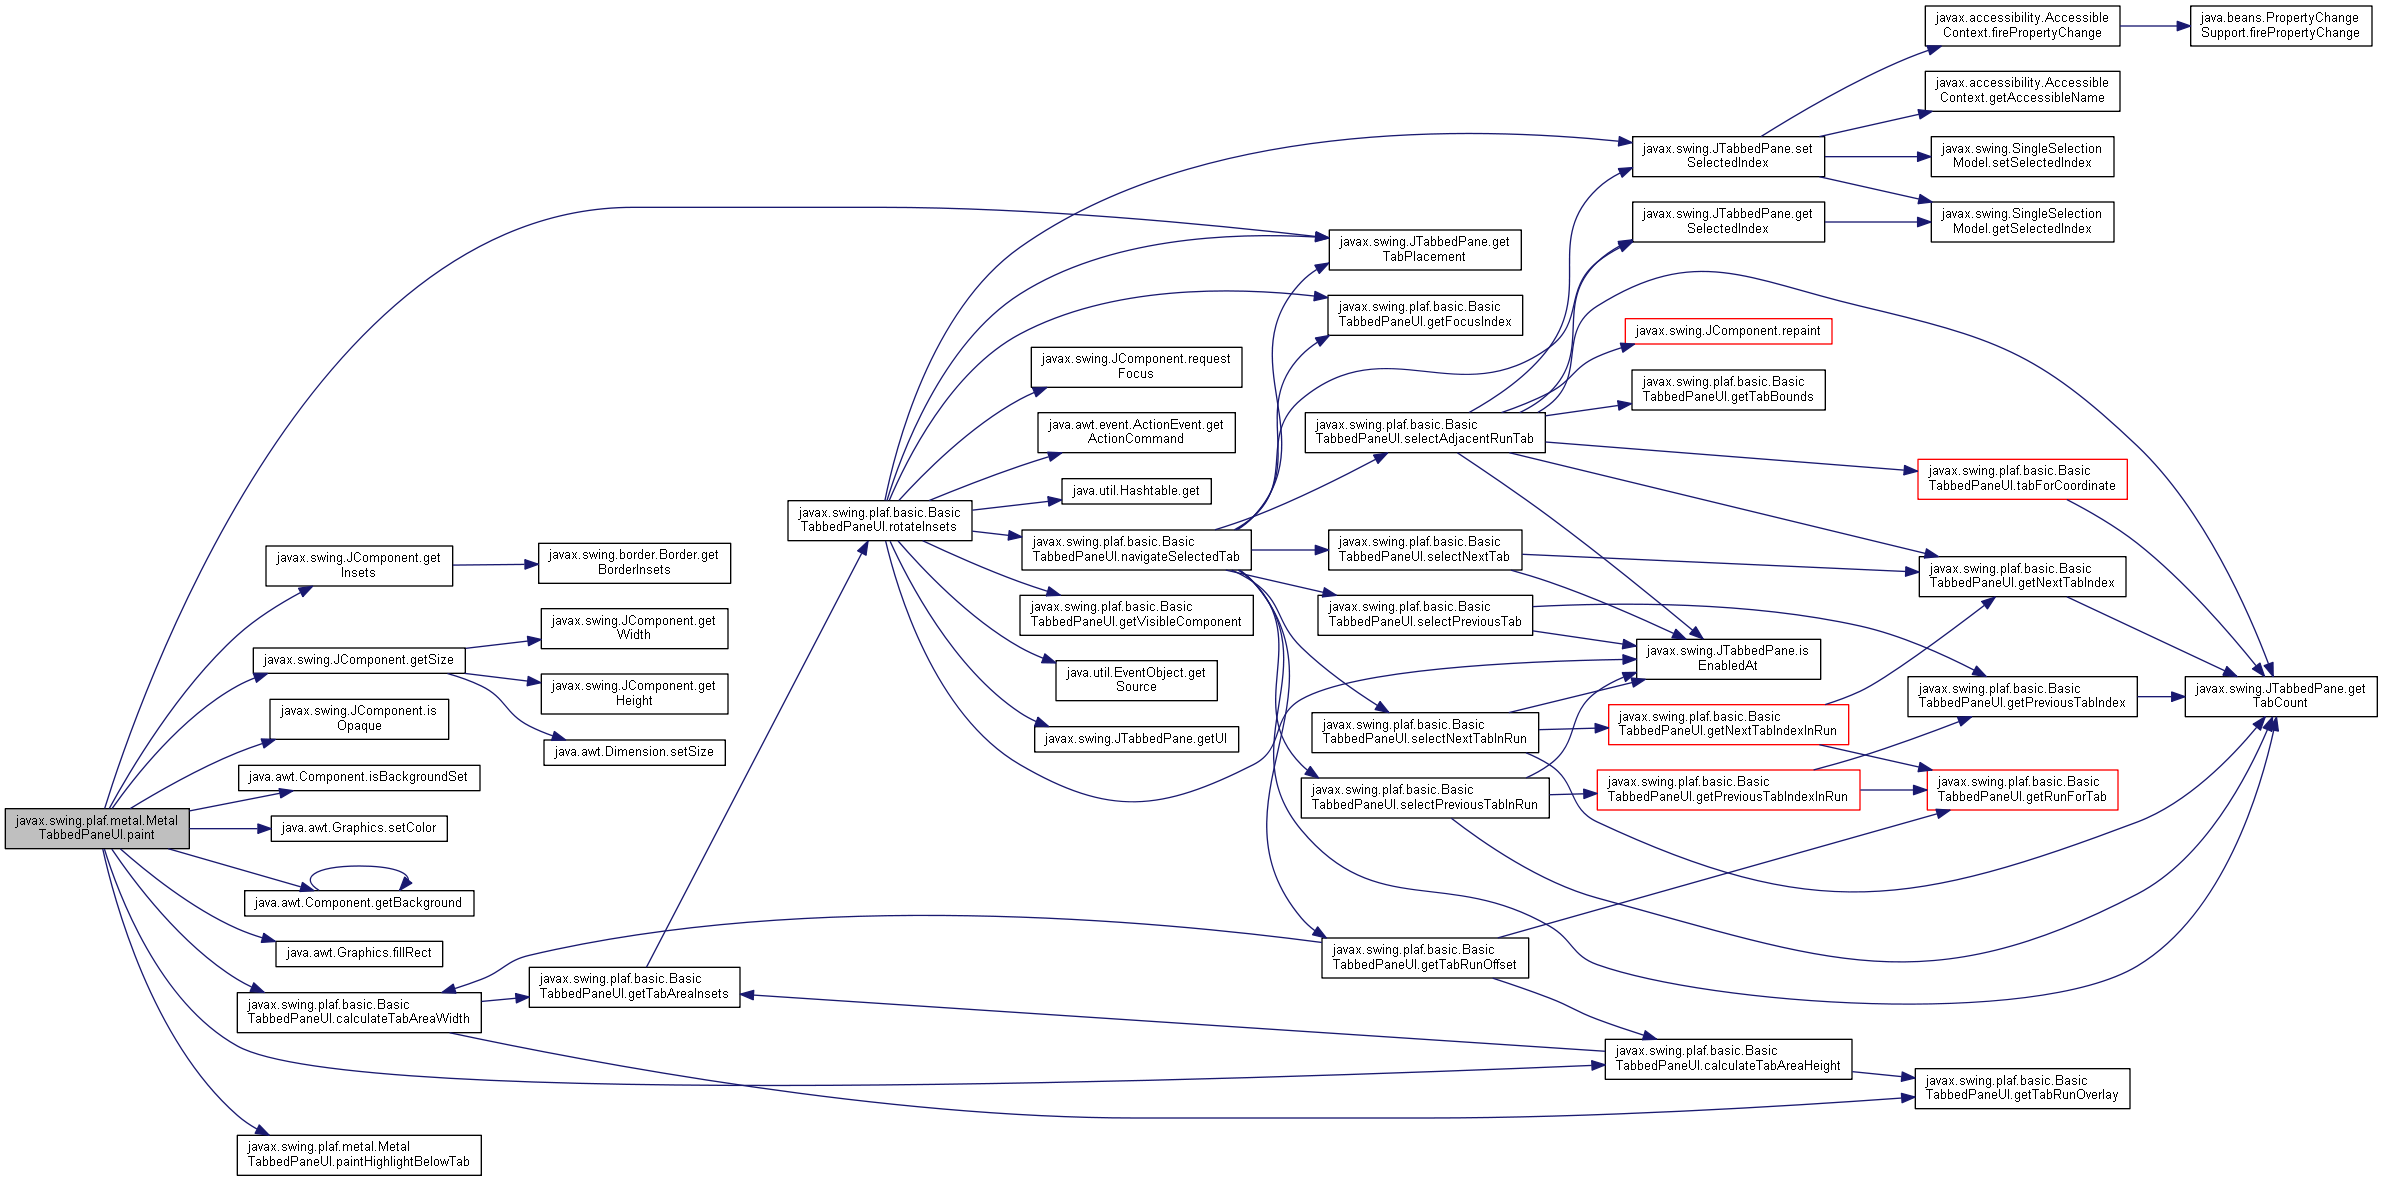 javax.accessibility.Accessible
Context.firePropertyChange
java.beans.PropertyChange
Support.firePropertyChange
javax.accessibility.Accessible
Context.getAccessibleName
javax.swing.JTabbedPane.set
SelectedIndex
javax.swing.SingleSelection
Model.setSelectedIndex
javax.swing.JTabbedPane.get
SelectedIndex
javax.swing.SingleSelection
Model.getSelectedIndex
javax.swing.JTabbedPane.get
TabPlacement
javax.swing.plaf.basic.Basic
TabbedPaneUI.getFocusIndex
javax.swing.JComponent.repaint
javax.swing.JComponent.request
Focus
javax.swing.plaf.basic.Basic
TabbedPaneUI.getTabBounds
java.awt.event.ActionEvent.get
ActionCommand
javax.swing.plaf.basic.Basic
TabbedPaneUI.selectAdjacentRunTab
javax.swing.plaf.basic.Basic
TabbedPaneUI.tabForCoordinate
java.util.Hashtable.get
javax.swing.plaf.basic.Basic
TabbedPaneUI.rotateInsets
javax.swing.plaf.basic.Basic
TabbedPaneUI.navigateSelectedTab
javax.swing.plaf.basic.Basic
TabbedPaneUI.selectNextTab
javax.swing.JComponent.get
Insets
javax.swing.border.Border.get
BorderInsets
javax.swing.plaf.basic.Basic
TabbedPaneUI.getNextTabIndex
javax.swing.plaf.basic.Basic
TabbedPaneUI.getVisibleComponent
javax.swing.plaf.basic.Basic
TabbedPaneUI.selectPreviousTab
javax.swing.JComponent.get
Width
javax.swing.JTabbedPane.is
EnabledAt
javax.swing.JComponent.getSize
java.util.EventObject.get
Source
javax.swing.JComponent.get
Height
javax.swing.plaf.basic.Basic
TabbedPaneUI.getPreviousTabIndex
javax.swing.JTabbedPane.get
TabCount
javax.swing.JComponent.is
Opaque
javax.swing.JTabbedPane.getUI
javax.swing.plaf.basic.Basic
TabbedPaneUI.selectNextTabInRun
javax.swing.plaf.basic.Basic
TabbedPaneUI.getNextTabIndexInRun
java.awt.Dimension.setSize
java.awt.Component.isBackgroundSet
javax.swing.plaf.basic.Basic
TabbedPaneUI.selectPreviousTabInRun
javax.swing.plaf.basic.Basic
TabbedPaneUI.getPreviousTabIndexInRun
javax.swing.plaf.basic.Basic
TabbedPaneUI.getRunForTab
javax.swing.plaf.metal.Metal
TabbedPaneUI.paint
java.awt.Graphics.setColor
java.awt.Component.getBackground
java.awt.Graphics.fillRect
javax.swing.plaf.basic.Basic
TabbedPaneUI.getTabRunOffset
javax.swing.plaf.basic.Basic
TabbedPaneUI.getTabAreaInsets
javax.swing.plaf.basic.Basic
TabbedPaneUI.calculateTabAreaWidth
javax.swing.plaf.basic.Basic
TabbedPaneUI.calculateTabAreaHeight
javax.swing.plaf.basic.Basic
TabbedPaneUI.getTabRunOverlay
javax.swing.plaf.metal.Metal
TabbedPaneUI.paintHighlightBelowTab